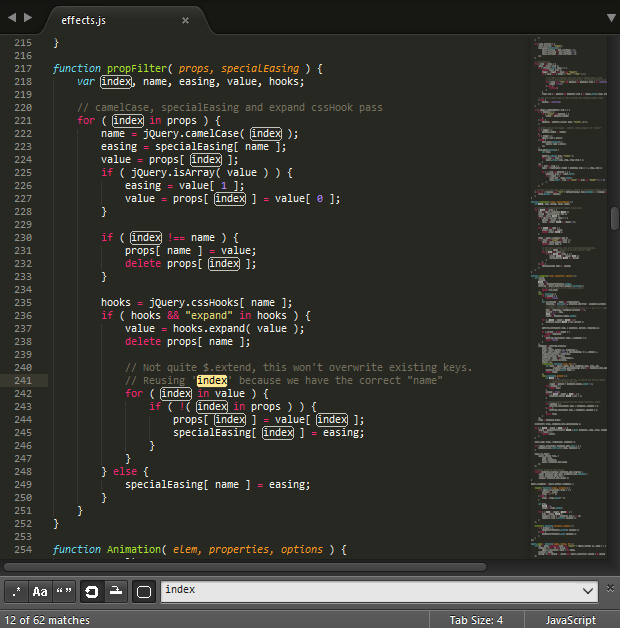 effects.js
215 }
216
217 function propFilter( props, specialEasing ) {
218     var index, name, easing, value, hooks;
219
220     // camelCase, specialEasing and expand cssHook pass
221     for ( index in props ) {
222         name = jQuery.camelCase( index );
223         easing = specialEasing[ name ];
224         value = props[ index ];
225         if ( jQuery.isArray( value ) ) {
226             easing = value[ 1 ];
227             value = props[ index ] = value[ 0 ];
228         }
229
230         if ( index !== name ) {
231             props[ name ] = value;
232             delete props[ index ];
233         }
234
235         hooks = jQuery.cssHooks[ name ];
236         if ( hooks && "expand" in hooks ) {
237             value = hooks.expand( value );
238             delete props[ name ];
239
240             // Not quite $.extend, this won't overwrite existing keys.
241             // Reusing 'index' because we have the correct "name"
242             for ( index in value ) {
243                 if ( !( index in props ) ) {
244                     props[ index ] = value[ index ];
245                     specialEasing[ index ] = easing;
246                 }
247             }
248         } else {
249             specialEasing[ name ] = easing;
250         }
251     }
252 }
253
254 function Animation( elem, properties, options ) {
.* Aa “” index
12 of 62 matches Tab Size: 4 JavaScript